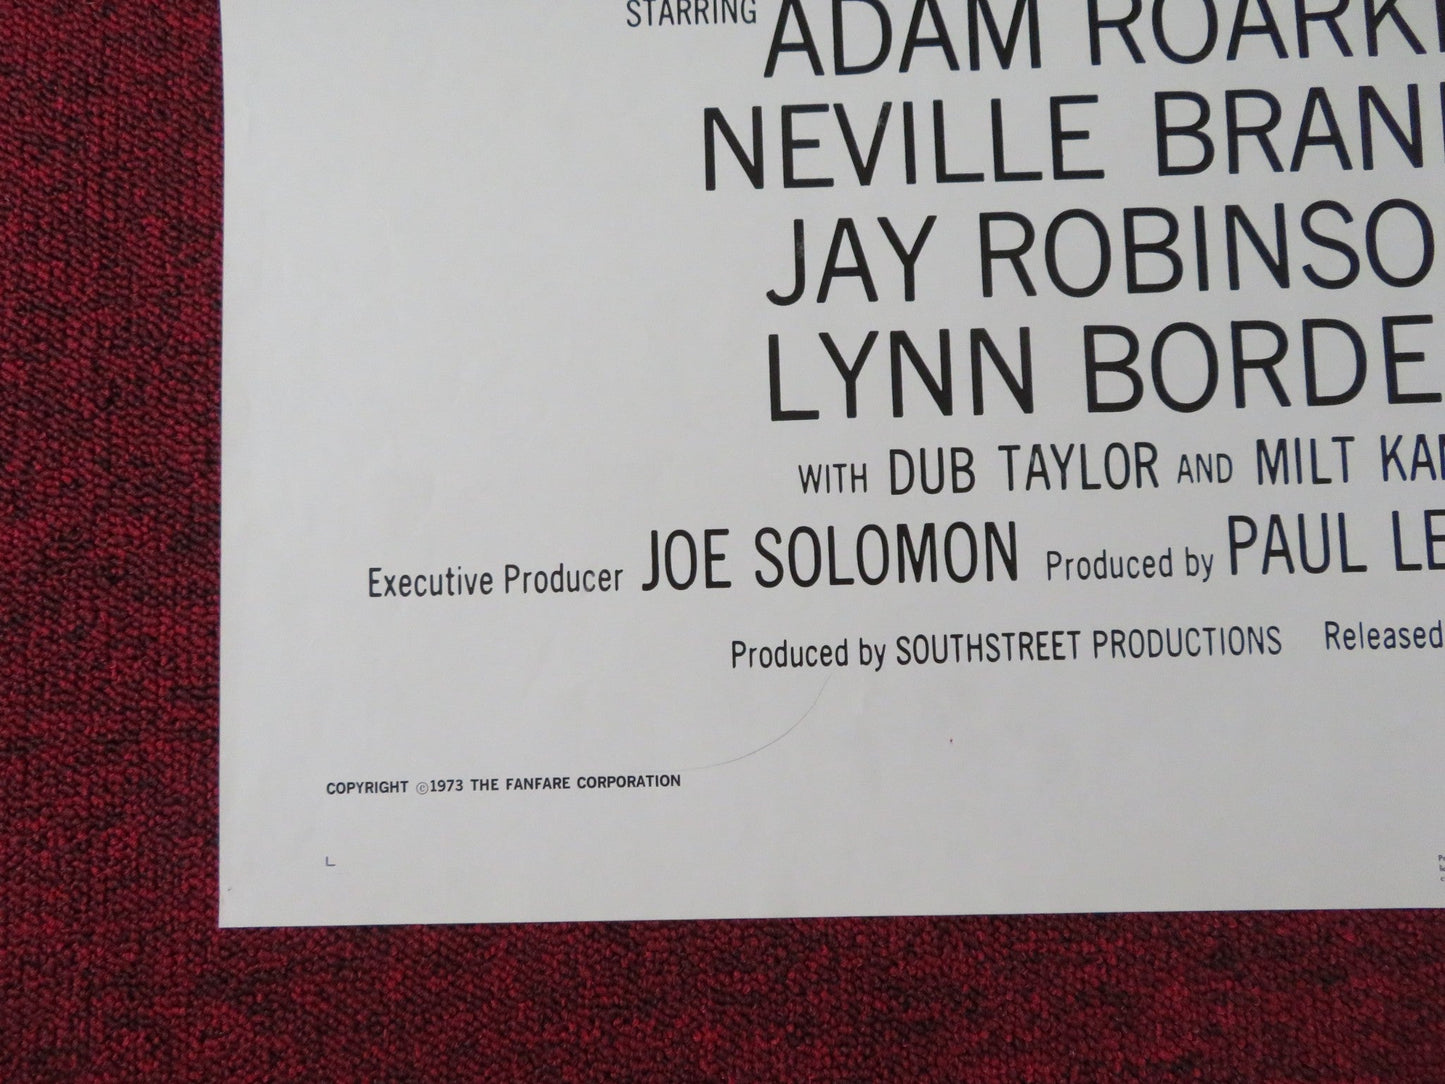 STARRING ADAM ROARK
NEVILLE BRAN
JAY ROBINSO
LYNN BORDE
WITH DUB TAYLOR AND MILT KA
Executive Producer JOE SOLOMON Produced by PAUL LE
Produced by SOUTHSTREET PRODUCTIONS Released
COPYRIGHT ©1973 THE FANFARE CORPORATION
L